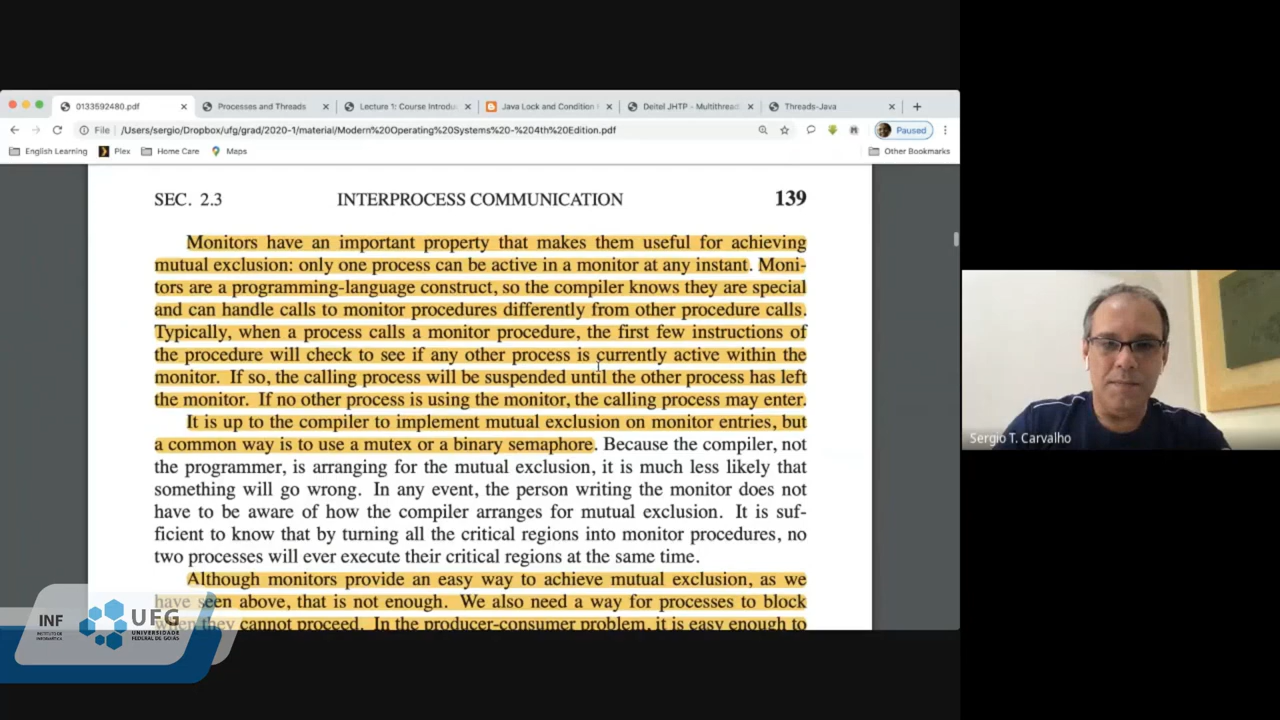 0133592480.pdf
Processes and Threads
Lecture 1: Course Introdu
Java Lock and Condition
Deitel JHTP - Multithread
Threads-Java
File
/Users/sergio/Dropbox/ufg/grad/2020-1/material/Modern%20Operating%20Systems%20-%204th%20Edition.pdf
Paused
English Learning
Plex
Home Care
Maps
Other Bookmarks
SEC. 2.3 INTERPROCESS COMMUNICATION 139
Monitors have an important property that makes them useful for achieving
mutual exclusion: only one process can be active in a monitor at any instant. Moni-
tors are a programming-language construct, so the compiler knows they are special
and can handle calls to monitor procedures differently from other procedure calls.
Typically, when a process calls a monitor procedure, the first few instructions of
the procedure will check to see if any other process is currently active within the
monitor. If so, the calling process will be suspended until the other process has left
the monitor. If no other process is using the monitor, the calling process may enter.
It is up to the compiler to implement mutual exclusion on monitor entries, but
a common way is to use a mutex or a binary semaphore. Because the compiler, not
the programmer, is arranging for the mutual exclusion, it is much less likely that
something will go wrong. In any event, the person writing the monitor does not
have to be aware of how the compiler arranges for mutual exclusion. It is suf-
ficient to know that by turning all the critical regions into monitor procedures, no
two processes will ever execute their critical regions at the same time.
Although monitors provide an easy way to achieve mutual exclusion, as we
have seen above, that is not enough. We also need a way for processes to block
when they cannot proceed. In the producer-consumer problem, it is easy enough to
Sergio T. Carvalho
INF
INSTITUTO DE
INFORMÁTICA
UFG
UNIVERSIDADE
FEDERAL DE GOIÁS